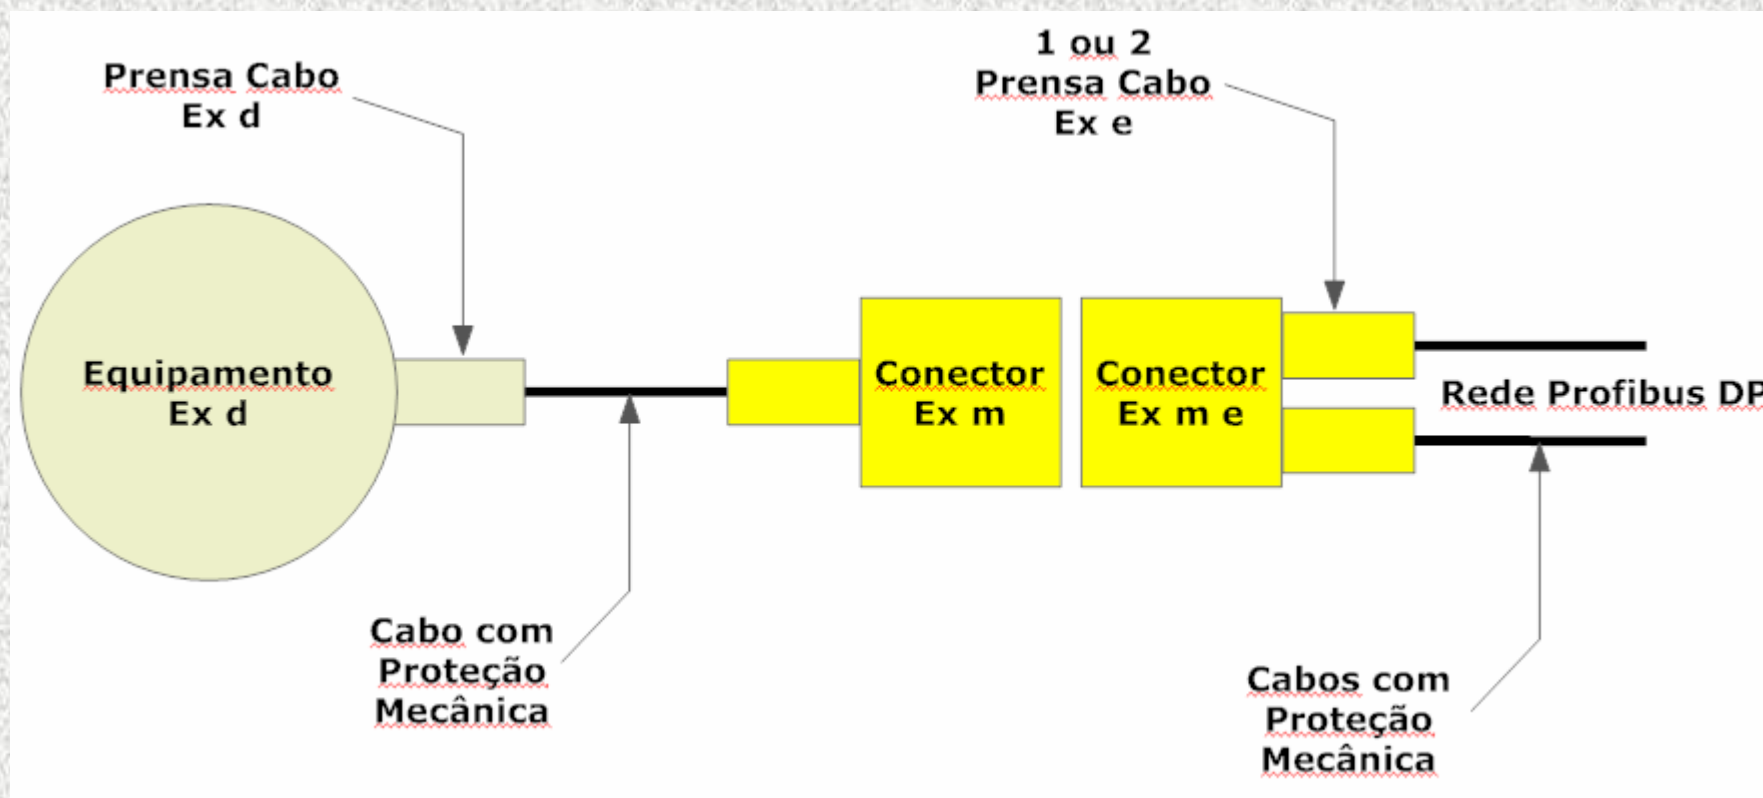 Prensa Cabo
Ex d
1 ou 2
Prensa Cabo
Ex e
Equipamento
Ex d
Conector
Ex m
Conector
Ex m e
Rede Profibus DP
Cabo com
Proteção
Mecânica
Cabos com
Proteção
Mecânica